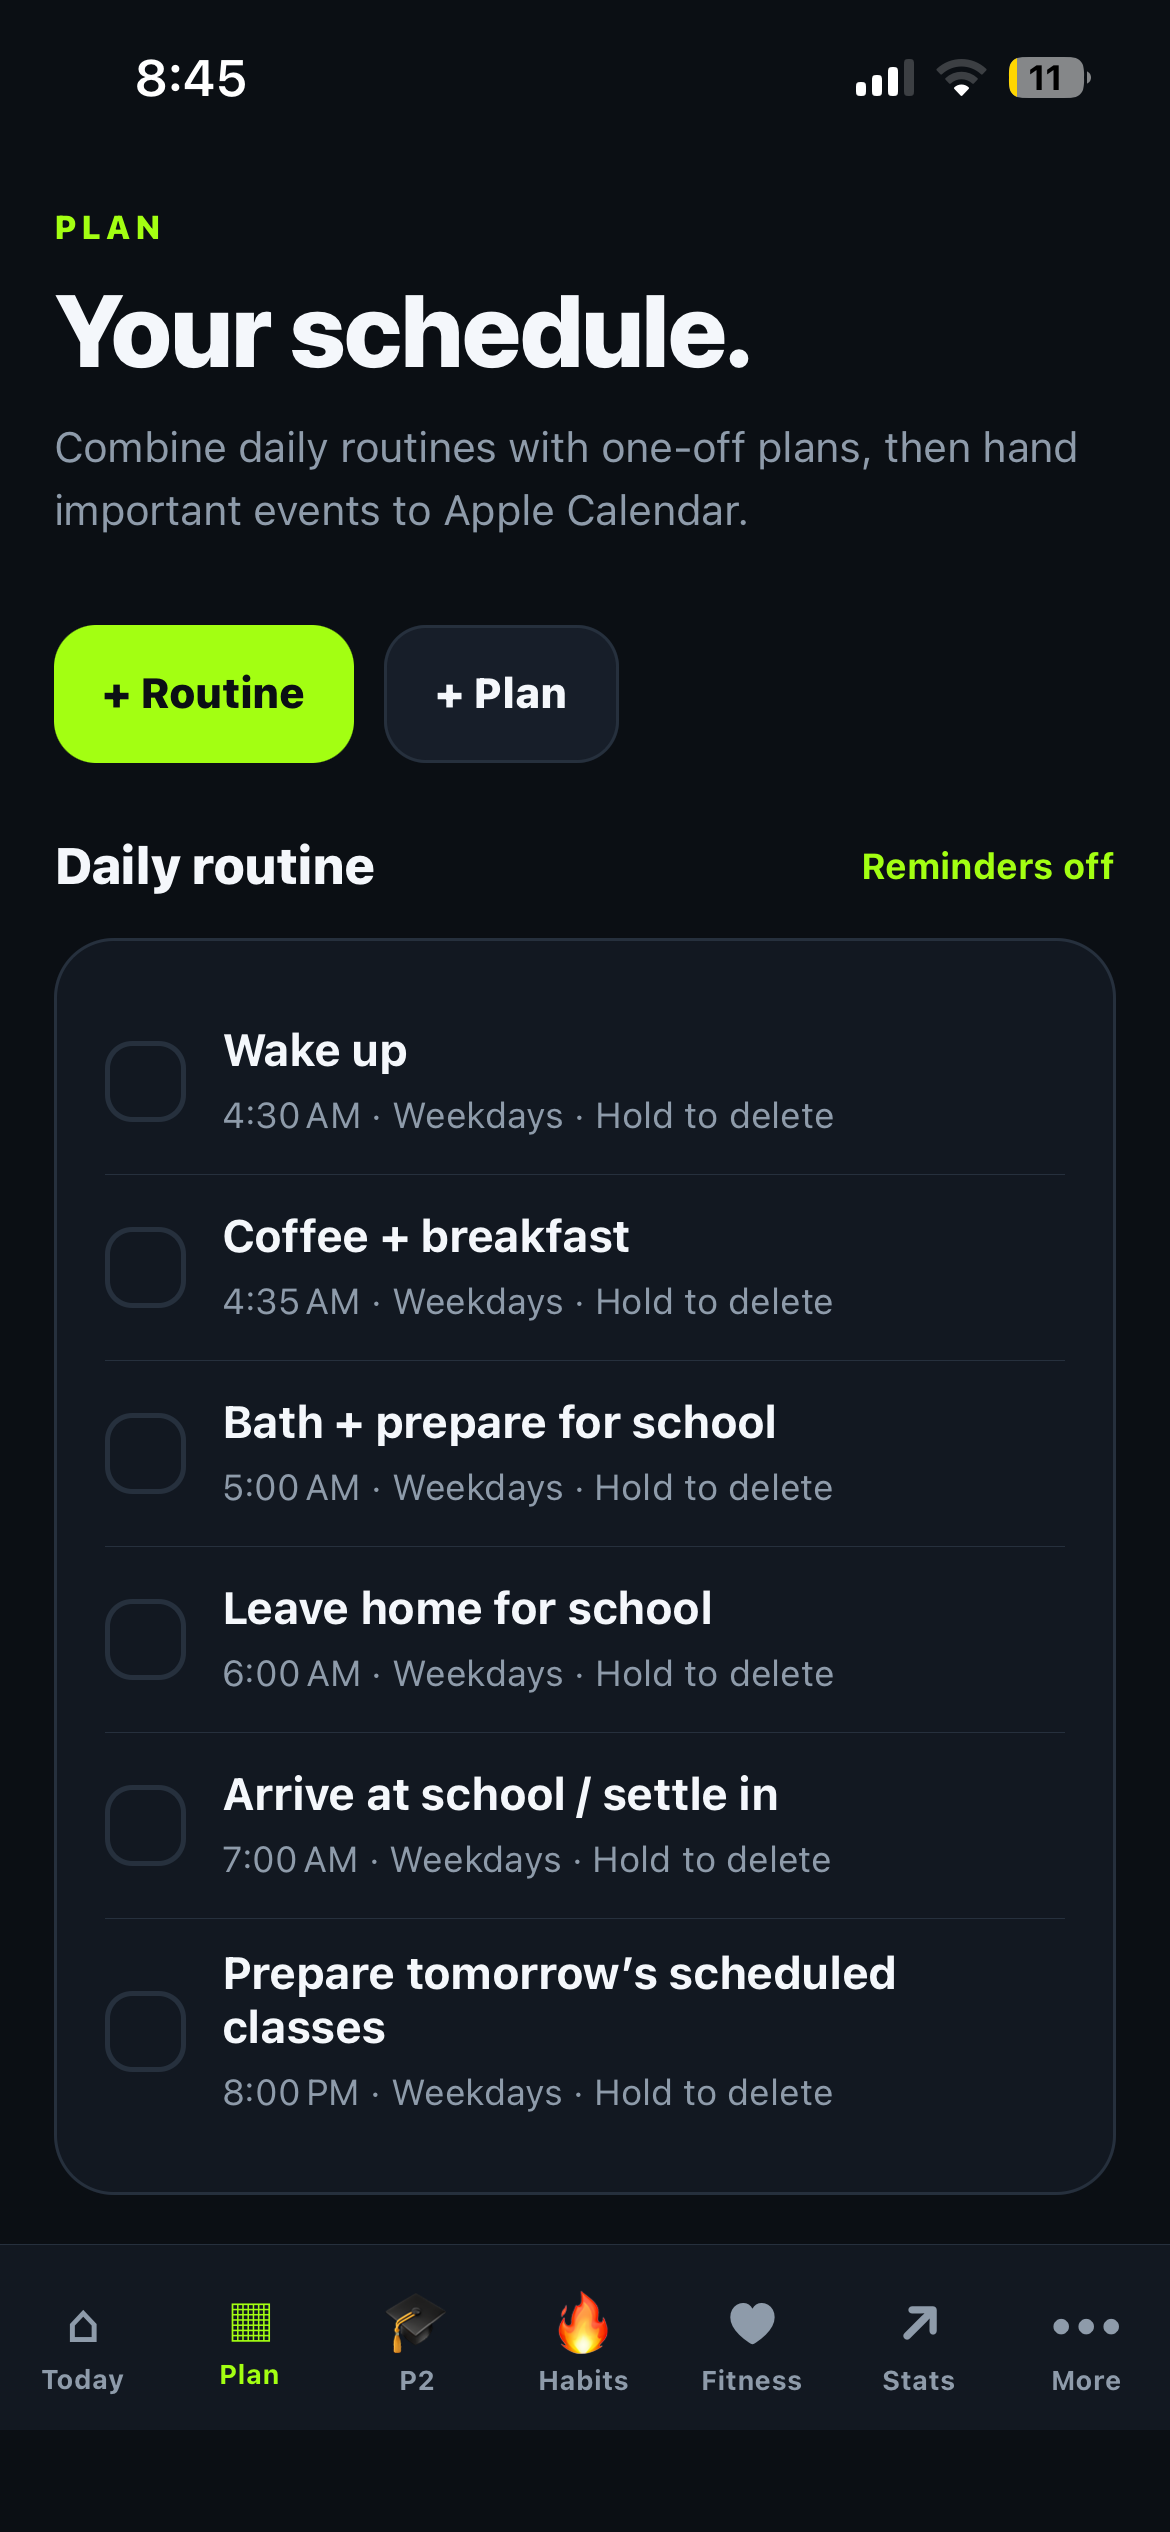 8:45
11
PLAN
Your schedule.
Combine daily routines with one-off plans, then hand
important events to Apple Calendar.
+ Routine
+ Plan
Daily routine
Reminders off
Wake up
4:30 AM · Weekdays · Hold to delete
Coffee + breakfast
4:35 AM · Weekdays · Hold to delete
Bath + prepare for school
5:00 AM · Weekdays · Hold to delete
Leave home for school
6:00 AM · Weekdays · Hold to delete
Arrive at school / settle in
7:00 AM · Weekdays · Hold to delete
Prepare tomorrow’s scheduled
classes
8:00 PM · Weekdays · Hold to delete
Today
Plan
P2
Habits
Fitness
Stats
More